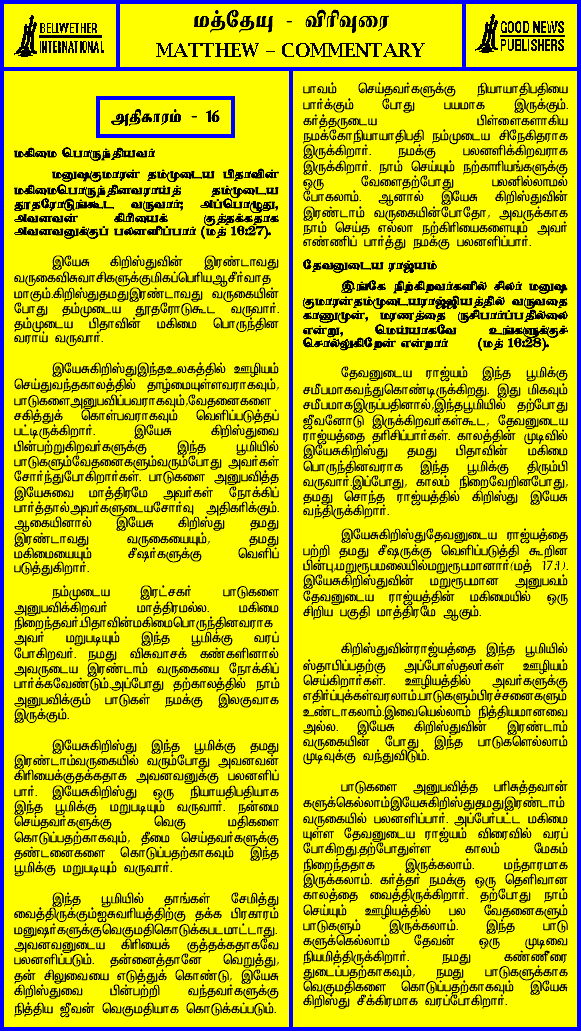 BELLWETHER
INTERNATIONAL
மத்தேயு - விரிவுரை
MATTHEW – COMMENTARY
GOOD NEWS
PUBLISHERS
அதிகாரம் - 16
மகிமை பொருந்தியவர்
மனுஷகுமாரன் தம்முடைய பிதாவின்
மகிமைபொருந்தினவராய்த் தம்முடைய
தூதரோடுங்கூட வருவார்; அப்பொழுது,
அவனவன் கிரியைக் குத்தக்கதாக
அவனவனுக்குப் பலனளிப்பார் (மத் 16:27).
இயேசு கிறிஸ்துவின் இரண்டாவது
வருகைவிசுவாசிகளுக்குமிகப்பெரியஆசீர்வாத
மாகும்.கிறிஸ்துதமதுஇரண்டாவது வருகையின்
போது தம்முடைய தூதரோடுகூட வருவார்.
தம்முடைய பிதாவின் மகிமை பொருந்தின
வராய் வருவார்.
இயேசுகிறிஸ்துஇந்தஉலகத்தில் ஊழியம்
செய்துவந்தகாலத்தில் தாழ்மையுள்ளவராகவும்,
பாடுகளைஅனுபவிப்பவராகவும்,வேதனைகளை
சகித்துக் கொள்பவராகவும் வெளிப்படுத்தப்
பட்டிருக்கிறார். இயேசு கிறிஸ்துவை
பின்பற்றுகிறவர்களுக்கு இந்த பூமியில்
பாடுகளும்வேதனைகளும்வரும்போது அவர்கள்
சோர்ந்துபோகிறார்கள். பாடுகளை அனுபவித்த
இயேசுவை மாத்திரமே அவர்கள் நோக்கிப்
பார்த்தால்அவர்களுடையசோர்வு அதிகரிக்கும்.
ஆகையினால் இயேசு கிறிஸ்து தமது
இரண்டாவது வருகையையும், தமது
மகிமையையும் சீஷர்களுக்கு வெளிப்
படுத்துகிறார்.
நம்முடைய இரட்சகர் பாடுகளை
அனுபவிக்கிறவர் மாத்திரமல்ல. மகிமை
நிறைந்தவர்.பிதாவின்மகிமைபொருந்தினவராக
அவர் மறுபடியும் இந்த பூமிக்கு வரப்
போகிறவர். நமது விசுவாசக் கண்களினால்
அவருடைய இரண்டாம் வருகையை நோக்கிப்
பார்க்கவேண்டும்.அப்போது தற்காலத்தில் நாம்
அனுபவிக்கும் பாடுகள் நமக்கு இலகுவாக
இருக்கும்.
இயேசுகிறிஸ்து இந்த பூமிக்கு தமது
இரண்டாம்வருகையில் வரும்போது அவனவன்
கிரியைக்குதக்கதாக அவனவனுக்கு பலனளிப்
பார். இயேசுகிறிஸ்து ஒரு நியாயதிபதியாக
இந்த பூமிக்கு மறுபடியும் வருவார். நன்மை
செய்தவர்களுக்கு வெகு மதிகளை
கொடுப்பதற்காகவும், தீமை செய்தவர்களுக்கு
தண்டனைகளை கொடுப்பதற்காகவும் இந்த
பூமிக்கு மறுபடியும் வருவார்.
இந்த பூமியில் தாங்கள் சேமித்து
வைத்திருக்கும்ஐசுவரியத்திற்கு தக்க பிரகாரம்
மனுஷர்களுக்குவெகுமதிகொடுக்கபடமாட்டாது.
அவனவனுடைய கிரியைக் குத்தக்கதாகவே
பலனளிப்படும். தன்னைத்தானே வெறுத்து,
தன் சிலுவையை எடுத்துக் கொண்டு, இயேசு
கிறிஸ்துவை பின்பற்றி வந்தவர்களுக்கு
நித்திய ஜீவன் வெகுமதியாக கொடுக்கப்படும்.
பாவம் செய்தவர்களுக்கு நியாயாதிபதியை
பார்க்கும் போது பயமாக இருக்கும்.
கர்த்தருடைய பிள்ளைகளாகிய
நமக்கோநியாயாதிபதி நம்முடைய சிநேகிதராக
இருக்கிறார். நமக்கு பலனளிக்கிறவராக
இருக்கிறார். நாம் செய்யும் நற்காரியங்களுக்கு
ஒரு வேளைதற்போது பலனில்லாமல்
போகலாம். ஆனால் இயேசு கிறிஸ்துவின்
இரண்டாம் வருகையின்போதோ, அவருக்காக
நாம் செய்த எல்லா நற்கிரியைகளையும் அவர்
எண்ணிப் பார்த்து நமக்கு பலனளிப்பார்.
தேவனுடைய ராஜ்யம்
இங்கே நிற்கிறவர்களில் சிலர் மனுஷ
குமாரன்தம்முடையராஜ்ஜியத்தில் வருவதை
காணுமுன், மரணத்தை ருசிபார்ப்பதில்லை
என்று, மெய்யாகவே உங்களுக்குச்
சொல்லுகிறேன் என்றார் (மத் 16:28).
தேவனுடைய ராஜ்யம் இந்த பூமிக்கு
சமீபமாகவந்துகொண்டிருக்கிறது. இது மிகவும்
சமீபமாகஇருப்பதினால்,இந்தபூமியில் தற்போது
ஜீவனோடு இருக்கிறவர்கள்கூட, தேவனுடைய
ராஜ்யத்தை தரிசிப்பார்கள். காலத்தின் முடிவில்
இயேசுகிறிஸ்து தமது பிதாவின் மகிமை
பொருந்தினவராக இந்த பூமிக்கு திரும்பி
வருவார்.இப்போது, காலம் நிறைவேறினபோது,
தமது சொந்த ராஜ்யத்தில் கிறிஸ்து இயேசு
வந்திருக்கிறார்.
இயேசுகிறிஸ்துதேவனுடைய ராஜ்யத்தை
பற்றி தமது சீஷருக்கு வெளிப்படுத்தி கூறின
பின்பு,மறுரூபமலையில்மறுரூபமானார்(மத் 17:1).
இயேசுகிறிஸ்துவின் மறுரூபமான அனுபவம்
தேவனுடைய ராஜ்யத்தின் மகிமையில் ஒரு
சிறிய பகுதி மாத்திரமே ஆகும்.
கிறிஸ்துவின்ராஜ்யத்தை இந்த பூமியில்
ஸ்தாபிப்பதற்கு அப்போஸ்தலர்கள் ஊழியம்
செய்கிறார்கள். ஊழியத்தில் அவர்களுக்கு
எதிர்ப்புக்கள்வரலாம்.பாடுகளும்பிரச்சனைகளும்
உண்டாகலாம்.இவையெல்லாம் நித்தியமானவை
அல்ல. இயேசு கிறிஸ்துவின் இரண்டாம்
வருகையின் போது இந்த பாடுகளெல்லாம்
முடிவுக்கு வந்துவிடும்.
பாடுகளை அனுபவித்த பரிசுத்தவான்
களுக்கெல்லாம்இயேசுகிறிஸ்துதமதுஇரண்டாம்
வருகையில் பலனளிப்பார். அப்பேர்பட்ட மகிமை
யுள்ள தேவனுடைய ராஜ்யம் விரைவில் வரப்
போகிறது.தற்போதுள்ள காலம் மேகம்
நிறைந்ததாக இருக்கலாம். மந்தாரமாக
இருக்கலாம். கர்த்தர் நமக்கு ஒரு தெளிவான
காலத்தை வைத்திருக்கிறார். தற்போது நாம்
செய்யும் ஊழியத்தில் பல வேதனைகளும்
பாடுகளும் இருக்கலாம். இந்த பாடு
களுக்கெல்லாம் தேவன் ஒரு முடிவை
நியமித்திருக்கிறார். நமது கண்ணீரை
துடைப்பதற்காகவும், நமது பாடுகளுக்காக
வெகுமதிகளை கொடுப்பதற்காகவும் இயேசு
கிறிஸ்து சீக்கிரமாக வரப்போகிறார்.